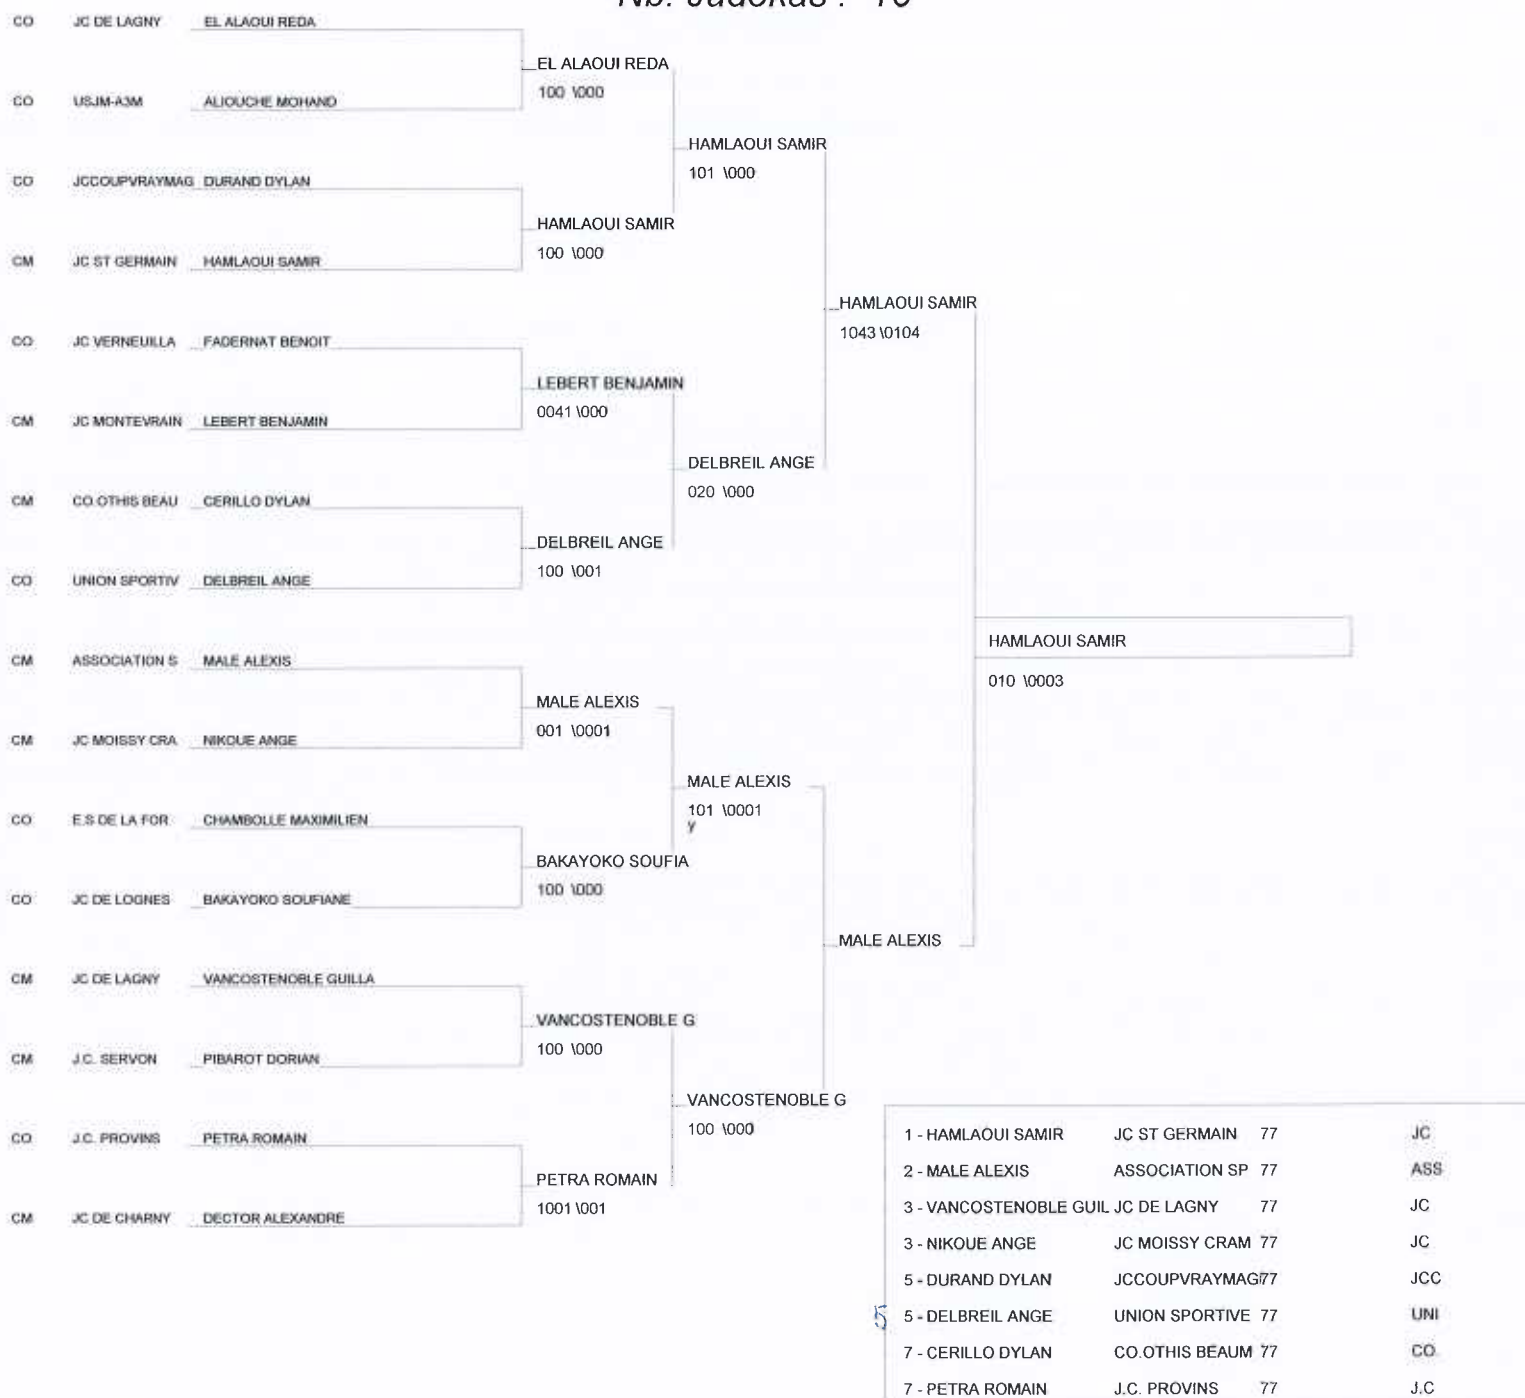 Nb. Judokas : 16
CO JC DE LAGNY EL ALAOUI REDA
EL ALAOUI REDA
100 \000
CO USJM-A3M ALIOUCHE MOHAND
HAMLAOUI SAMIR
101 \000
CO JCCOUPVRAYMAG DURAND DYLAN
HAMLAOUI SAMIR
100 \000
CM JC ST GERMAIN HAMLAOUI SAMIR
HAMLAOUI SAMIR
1043 \0104
CO JC VERNEUILLA FADERNAT BENOIT
LEBERT BENJAMIN
0041 \000
CM JC MONTEVRAIN LEBERT BENJAMIN
DELBREIL ANGE
020 \000
CM CO.OTHIS BEAU CERILLO DYLAN
DELBREIL ANGE
100 \001
CO UNION SPORTIV DELBREIL ANGE
HAMLAOUI SAMIR
010 \0003
CM ASSOCIATION S MALE ALEXIS
MALE ALEXIS
001 \0001
CM JC MOISSY CRA NIKOUE ANGE
MALE ALEXIS
101 \0001
y
CO E.S DE LA FOR CHAMBOLLE MAXIMILIEN
BAKAYOKO SOUFIA
100 \000
CO JC DE LOGNES BAKAYOKO SOUFIANE
MALE ALEXIS
CM JC DE LAGNY VANCOSTENOBLE GUILLA
VANCOSTENOBLE G
100 \000
CM J.C. SERVON PIBAROT DORIAN
VANCOSTENOBLE G
100 \000
CO J.C. PROVINS PETRA ROMAIN
PETRA ROMAIN
1001 \001
CM JC DE CHARNY DECTOR ALEXANDRE
1 - HAMLAOUI SAMIR JC ST GERMAIN 77 JC
2 - MALE ALEXIS ASSOCIATION SP 77 ASS
3 - VANCOSTENOBLE GUIL JC DE LAGNY 77 JC
3 - NIKOUE ANGE JC MOISSY CRAM 77 JC
5 - DURAND DYLAN JCCOUPVRAYMAG 77 JCC
5 5 - DELBREIL ANGE UNION SPORTIVE 77 UNI
7 - CERILLO DYLAN CO.OTHIS BEAUM 77 CO.
7 - PETRA ROMAIN J.C. PROVINS 77 J.C